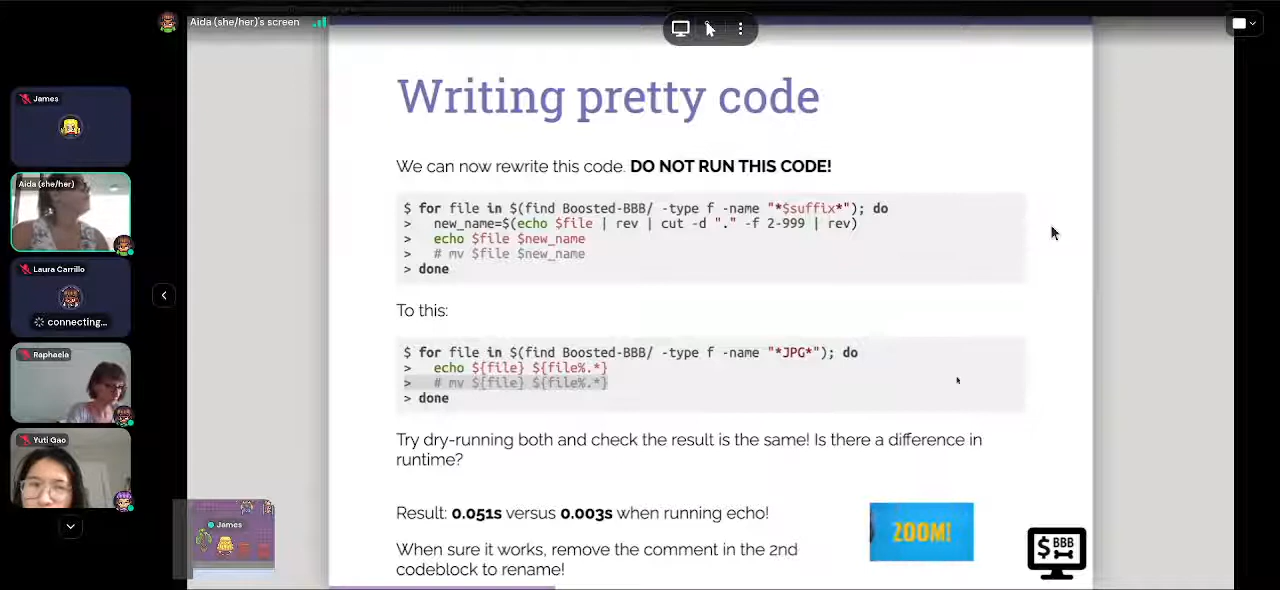 Aida (she/her)'s screen
James
Aida (she/her)
Laura Carrillo
connecting...
Raphaela
Yuti Gao
James
Writing pretty code
We can now rewrite this code. DO NOT RUN THIS CODE!
$ for file in $(find Boosted-BBB/ -type f -name "*$suffix*"); do
>   new_name=$(echo $file | rev | cut -d "." -f 2-999 | rev)
>   echo $file $new_name
>   # mv $file $new_name
> done
To this:
$ for file in $(find Boosted-BBB/ -type f -name "*JPG*"); do
>   echo ${file} ${file%.*}
>   # mv ${file} ${file%.*}
> done
Try dry-running both and check the result is the same! Is there a difference in
runtime?
Result: 0.051s versus 0.003s when running echo!
When sure it works, remove the comment in the 2nd
codeblock to rename!
ZOOM!
$ BBB